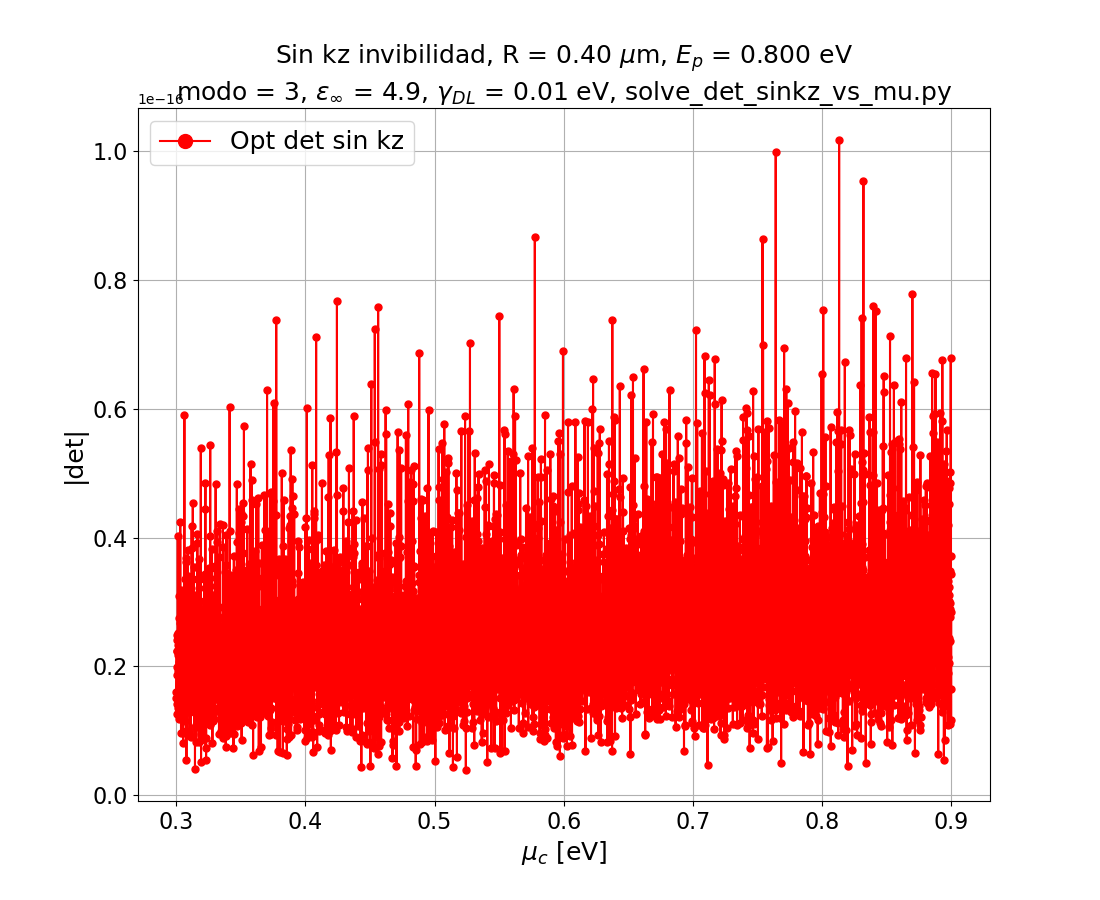 Sin kz invibilidad, R = 0.40 μm, E_p = 0.800 eV
modo = 3, ε_∞ = 4.9, γ_DL = 0.01 eV, solve_det_sinkz_vs_mu.py
1e−16
Opt det sin kz
1.0
0.8
0.6
0.4
0.2
0.0
|det|
0.3 0.4 0.5 0.6 0.7 0.8 0.9
μ_c [eV]